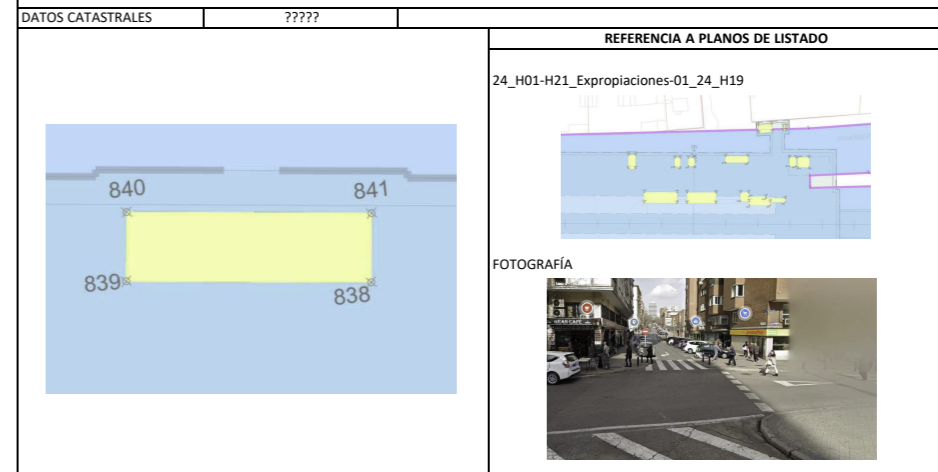 DATOS CATASTRALES ?????
REFERENCIA A PLANOS DE LISTADO
24_H01-H21_Expropiaciones-01_24_H19
840 841
839 838
FOTOGRAFÍA